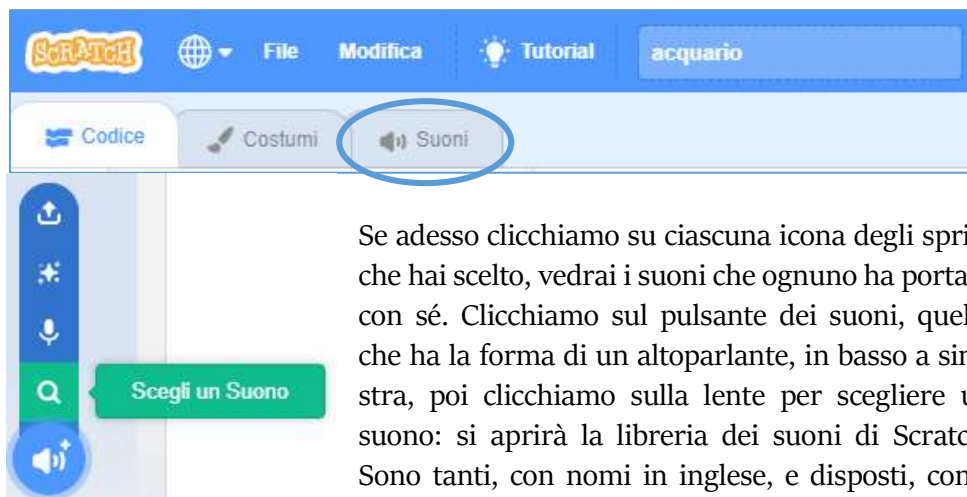 SCRATCH File Modifica Tutorial acquario
Codice Costumi Suoni
Se adesso clicchiamo su ciascuna icona degli spri
che hai scelto, vedrai i suoni che ognuno ha porta
con sé. Clicchiamo sul pulsante dei suoni, quel
che ha la forma di un altoparlante, in basso a sin
stra, poi clicchiamo sulla lente per scegliere u
suono: si aprirà la libreria dei suoni di Scratc
Sono tanti, con nomi in inglese, e disposti,
Scegli un Suono